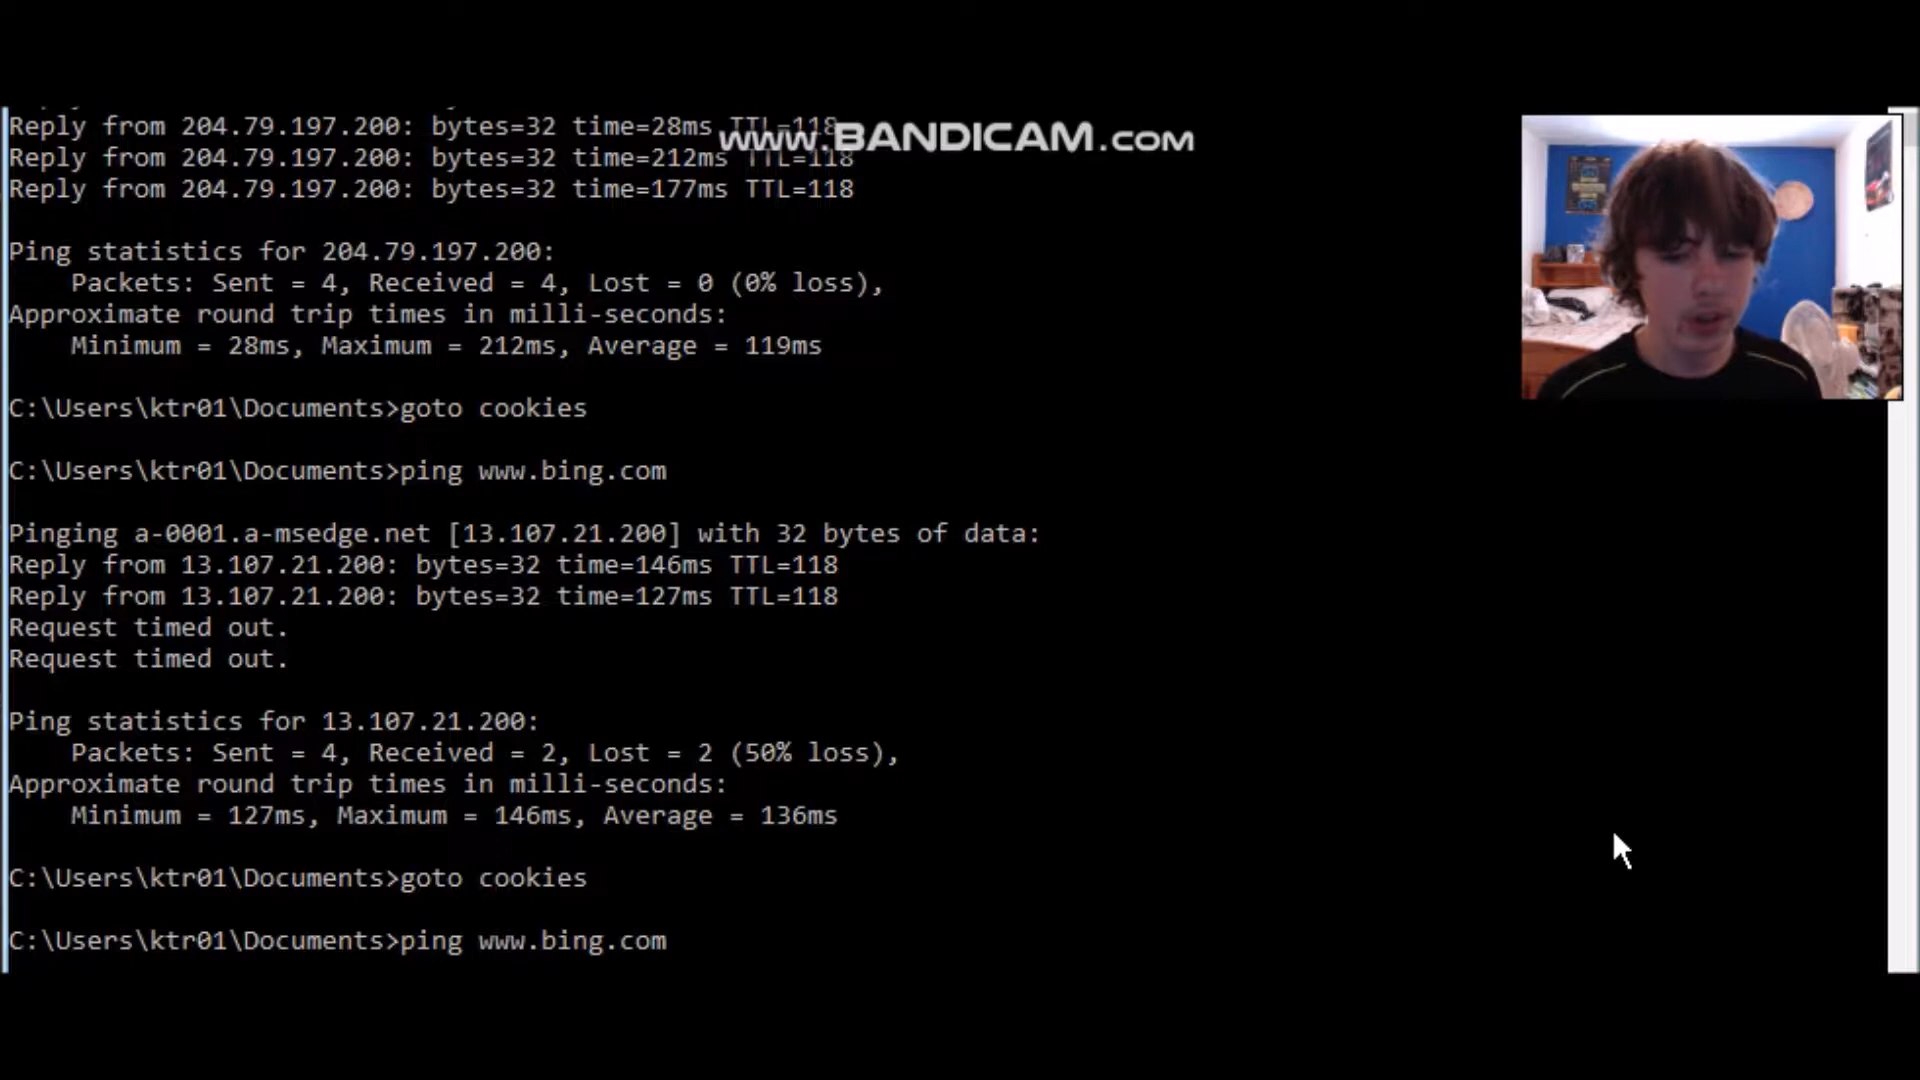 Reply from 204.79.197.200: bytes=32 time=28ms TTL=118
www.BANDICAM.com
Reply from 204.79.197.200: bytes=32 time=212ms TTL=118
Reply from 204.79.197.200: bytes=32 time=177ms TTL=118
Ping statistics for 204.79.197.200:
Packets: Sent = 4, Received = 4, Lost = 0 (0% loss),
Approximate round trip times in milli-seconds:
Minimum = 28ms, Maximum = 212ms, Average = 119ms
C:\Users\ktr01\Documents>goto cookies
C:\Users\ktr01\Documents>ping www.bing.com
Pinging a-0001.a-msedge.net [13.107.21.200] with 32 bytes of data:
Reply from 13.107.21.200: bytes=32 time=146ms TTL=118
Reply from 13.107.21.200: bytes=32 time=127ms TTL=118
Request timed out.
Request timed out.
Ping statistics for 13.107.21.200:
Packets: Sent = 4, Received = 2, Lost = 2 (50% loss),
Approximate round trip times in milli-seconds:
Minimum = 127ms, Maximum = 146ms, Average = 136ms
C:\Users\ktr01\Documents>goto cookies
C:\Users\ktr01\Documents>ping www.bing.com